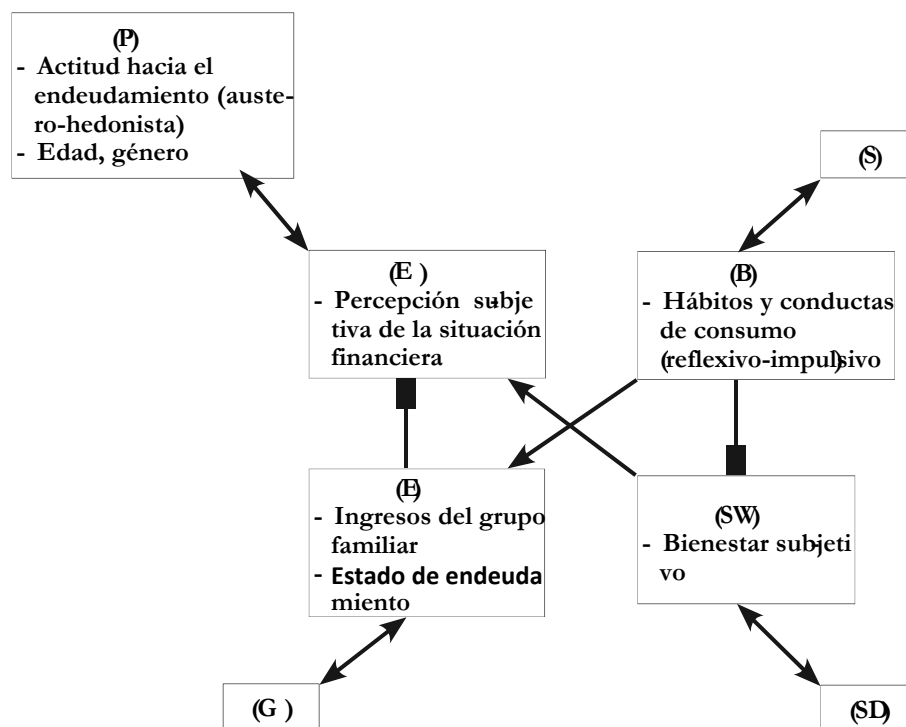 (P)
- Actitud hacia el
endeudamiento (auste-
ro-hedonista)
- Edad, género
(S)
(E )
- Percepción subje-
tiva de la situación
financiera
(B)
- Hábitos y conductas
de consumo
(reflexivo-impulsivo)
(E)
- Ingresos del grupo
familiar
- Estado de endeuda
miento
(SW)
- Bienestar subjeti-
vo
(G )
(SD)